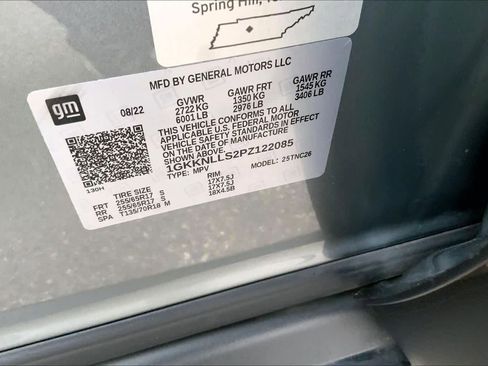 Spring Hill,
MFD BY GENERAL MOTORS LLC
gm
08/22
GVWR GAWR FRT GAWR RR
2722 KG 1350 KG 1545 KG
6001 LB 2976 LB 3406 LB
THIS VEHICLE CONFORMS TO ALL
APPLICABLE U.S. FEDERAL MOTOR
VEHICLE SAFETY STANDARDS IN EFFECT
ON THE DATE OF MANUFACTURE
SHOWN ABOVE.
1GKKNLLS2PZ122085
TYPE: MPV MODEL: 25TNC26
130H
TIRE SIZE RIM
FRT 255/65R17 S 17X7.5J
RR 255/65R17 S 17X7.5J
SPA T135/70R18 M 18X4.5B